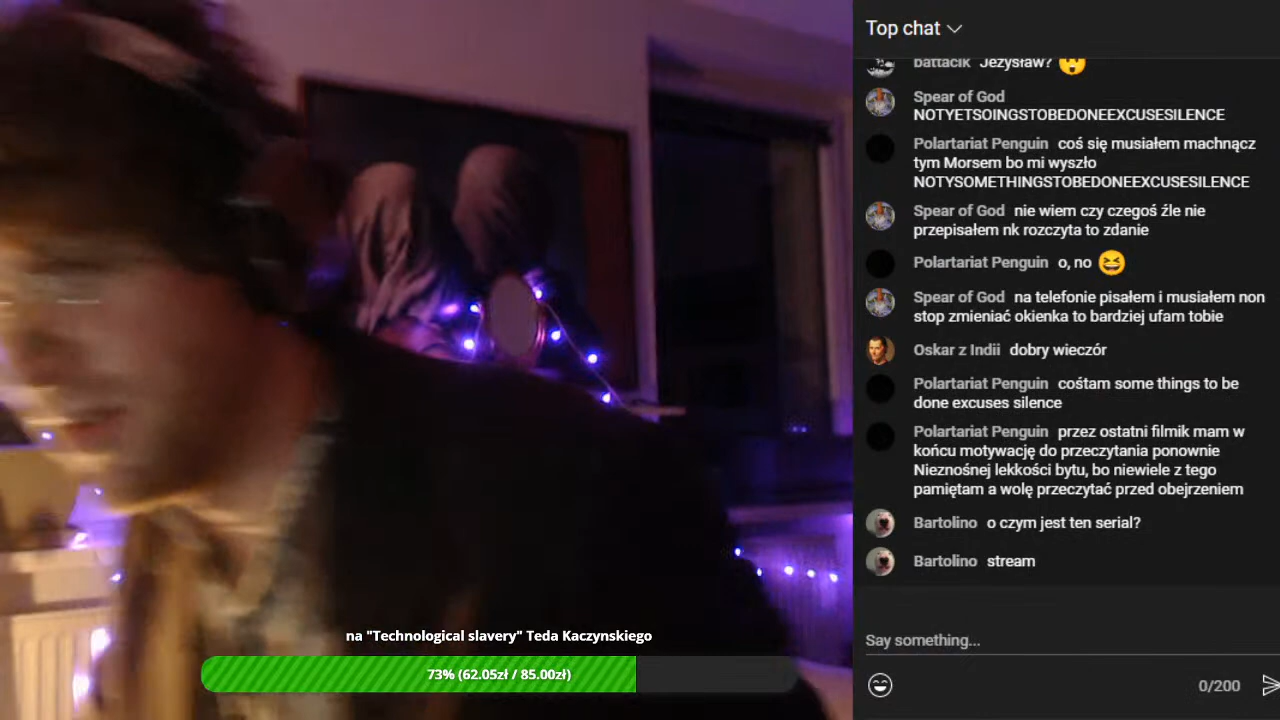 Top chat
battacik Jezysław?
Spear of God
NOTYETSOINGSTOBEDONEEXCUSESILENCE
Polartariat Penguin coś się musiałem machnącz
tym Morsem bo mi wyszło
NOTYSOMETHINGSTOBEDONEEXCUSESILENCE
Spear of God nie wiem czy czegoś źle nie
przepisałem nk rozczyta to zdanie
Polartariat Penguin o, no
Spear of God na telefonie pisałem i musiałem non
stop zmieniać okienka to bardziej ufam tobie
Oskar z Indii dobry wieczór
Polartariat Penguin cośtam some things to be
done excuses silence
Polartariat Penguin przez ostatni filmik mam w
końcu motywację do przeczytania ponownie
Nieznośnej lekkości bytu, bo niewiele z tego
pamiętam a wolę przeczytać przed obejrzeniem
Bartolino o czym jest ten serial?
Bartolino stream
Say something...
0/200
na "Technological slavery" Teda Kaczynskiego
73% (62.05zł / 85.00zł)